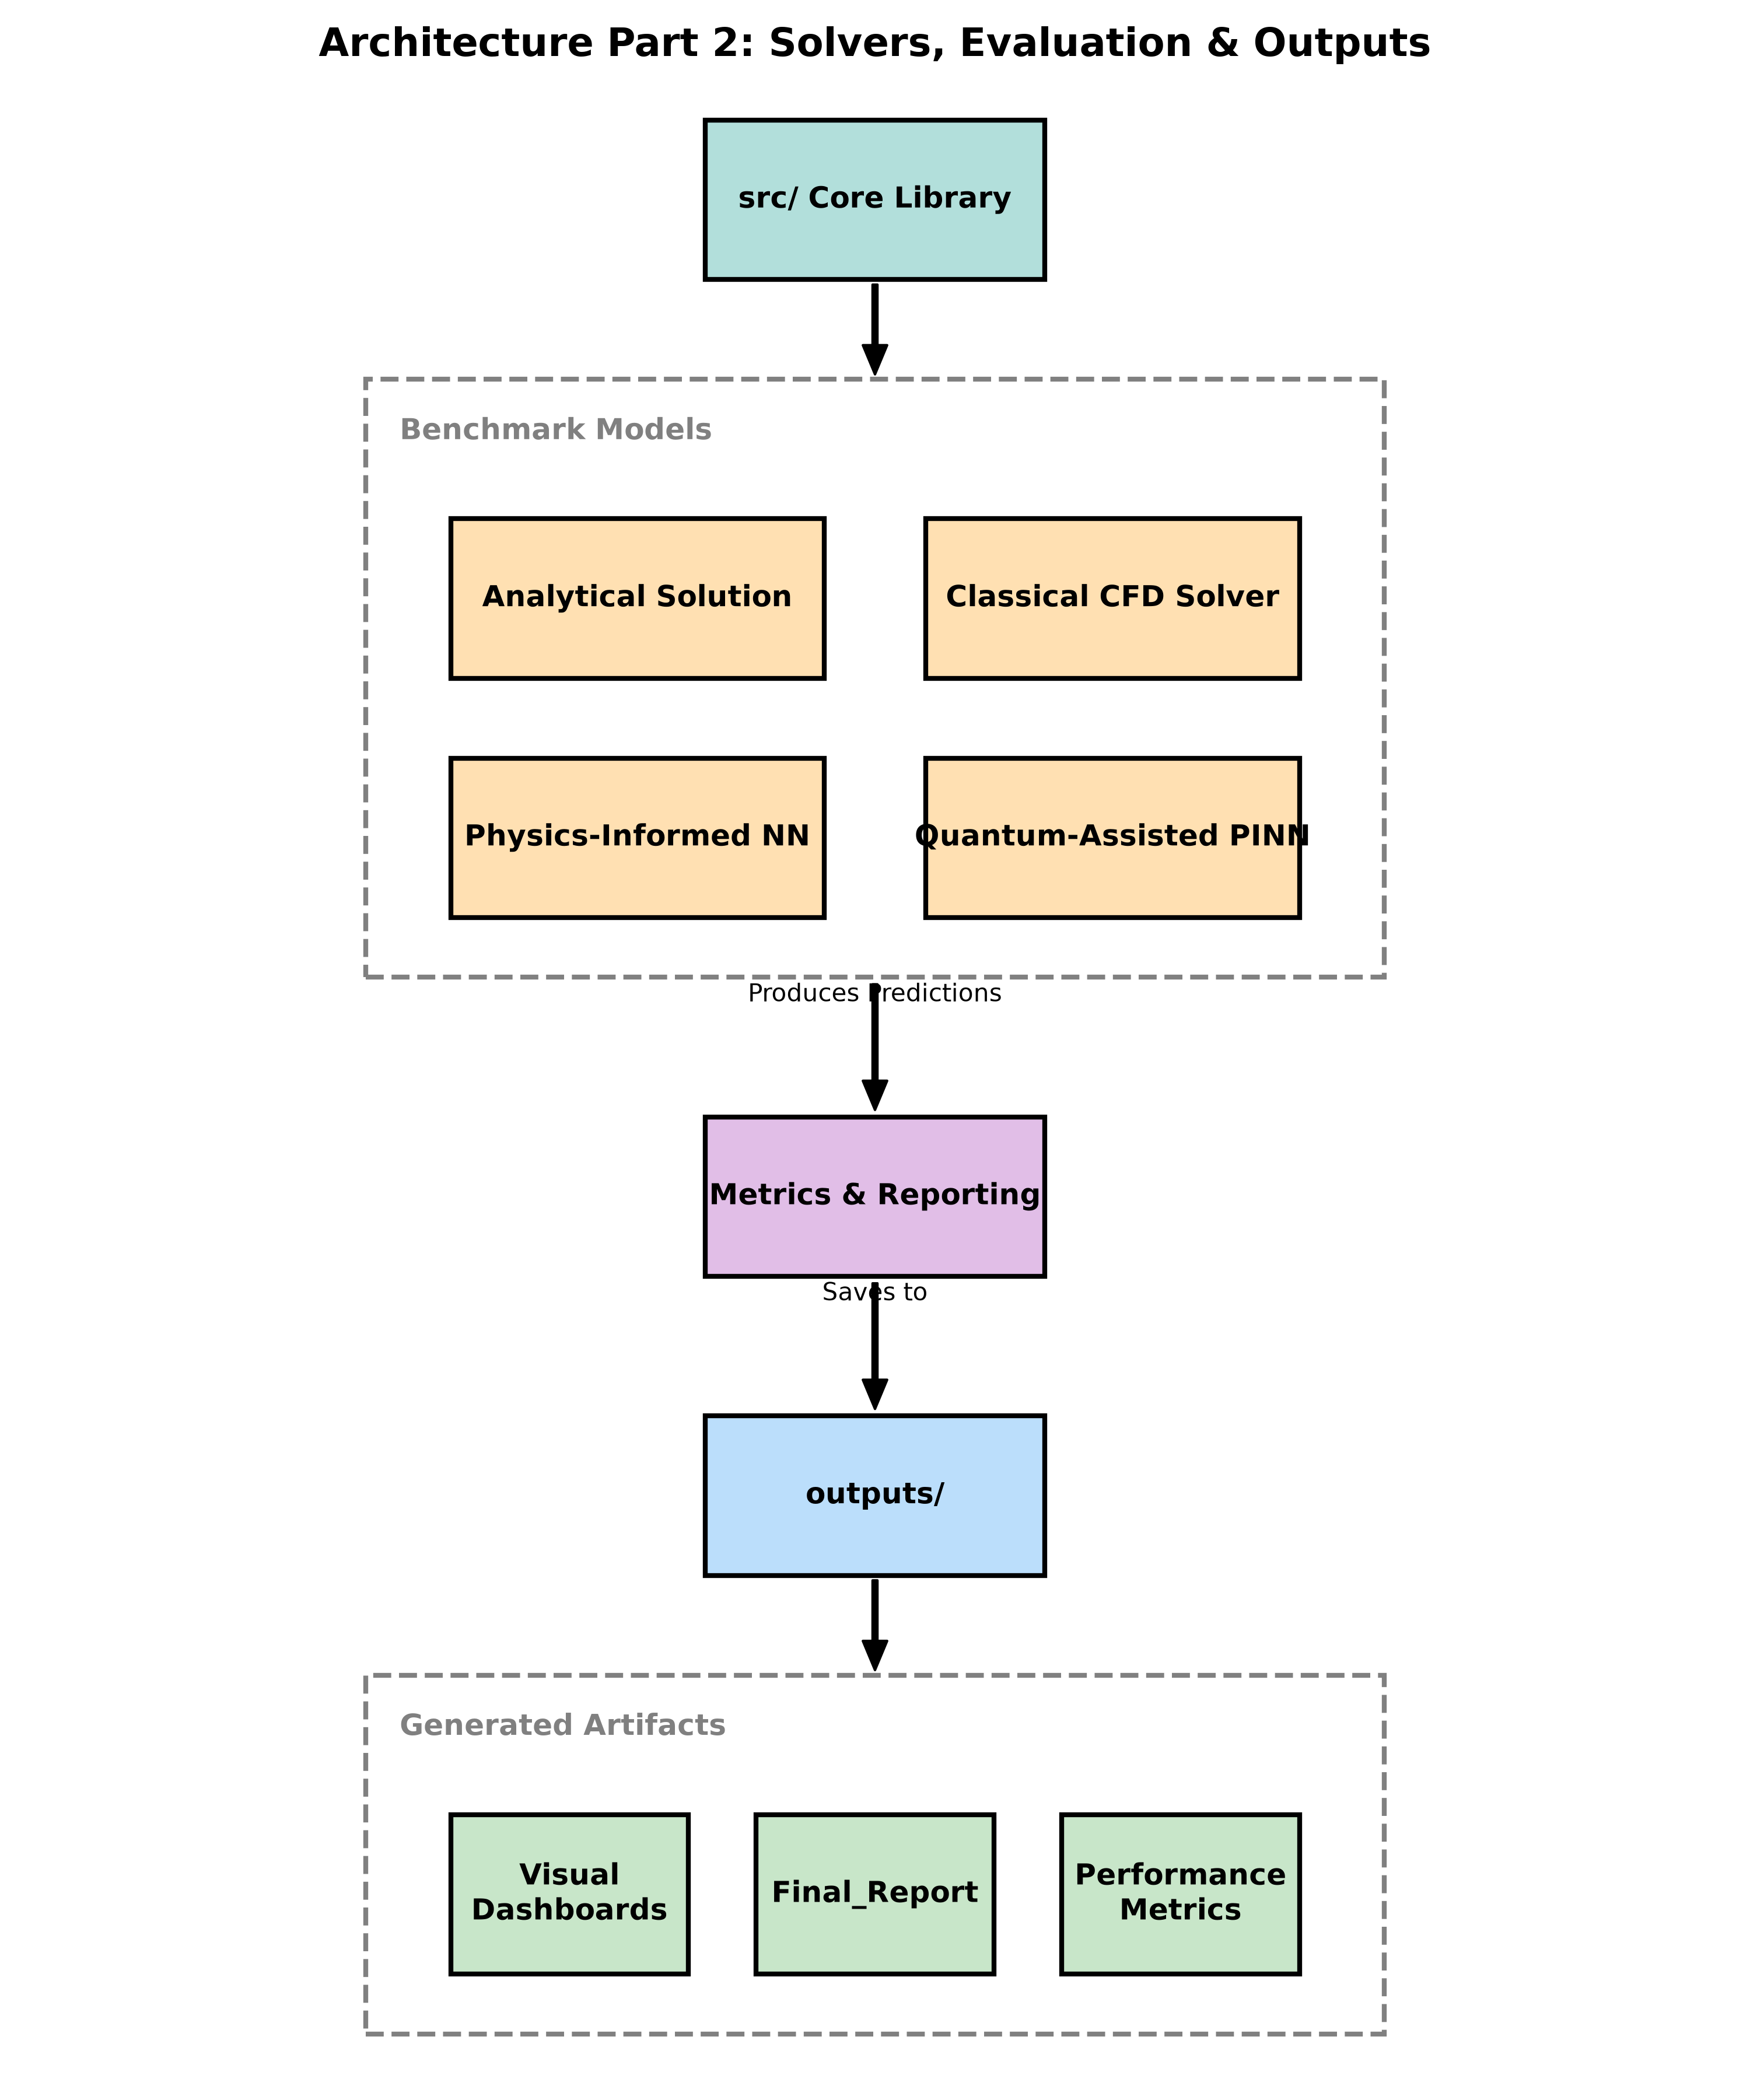 Architecture Part 2: Solvers, Evaluation & Outputs
src/ Core Library
Benchmark Models
Analytical Solution
Classical CFD Solver
Physics-Informed NN
Quantum-Assisted PINN
Produces Predictions
Metrics & Reporting
Saves to
outputs/
Generated Artifacts
Visual
Dashboards
Final_Report
Performance
Metrics